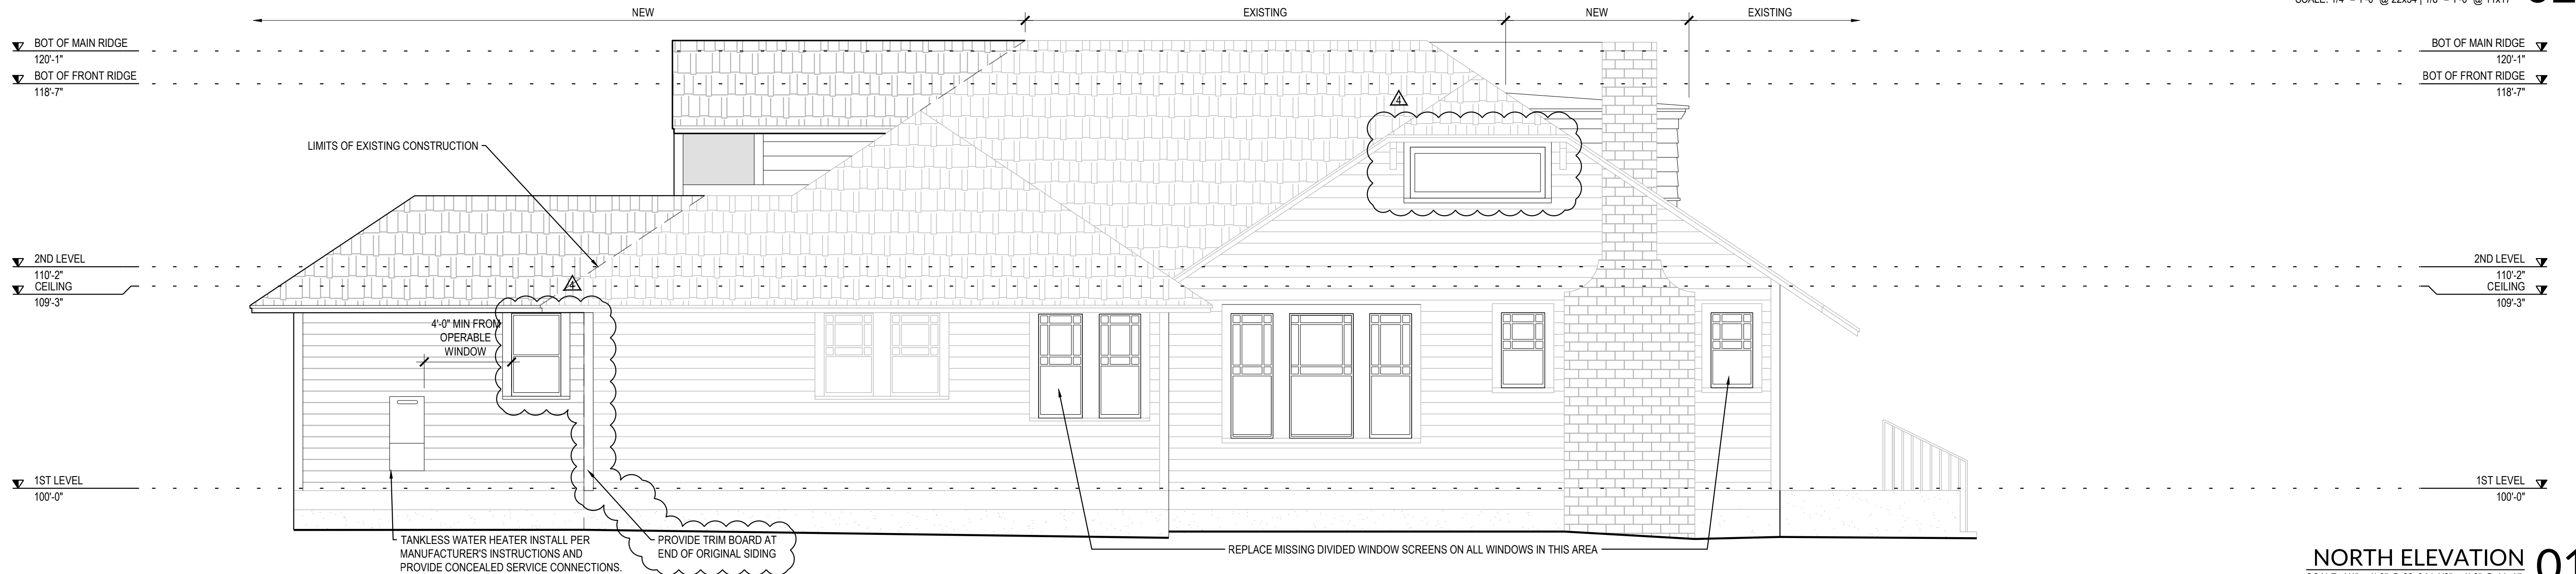 NEW
EXISTING
NEW
EXISTING
BOT OF MAIN RIDGE
120'-1"
BOT OF FRONT RIDGE
118'-7"
BOT OF MAIN RIDGE
120'-1"
BOT OF FRONT RIDGE
118'-7"
4
LIMITS OF EXISTING CONSTRUCTION
2ND LEVEL
110'-2"
CEILING
109'-3"
2ND LEVEL
110'-2"
CEILING
109'-3"
4
4'-0" MIN FROM
OPERABLE
WINDOW
1ST LEVEL
100'-0"
1ST LEVEL
100'-0"
TANKLESS WATER HEATER INSTALL PER
MANUFACTURER'S INSTRUCTIONS AND
PROVIDE CONCEALED SERVICE CONNECTIONS.
PROVIDE TRIM BOARD AT
END OF ORIGINAL SIDING
REPLACE MISSING DIVIDED WINDOW SCREENS ON ALL WINDOWS IN THIS AREA
NORTH ELEVATION
01